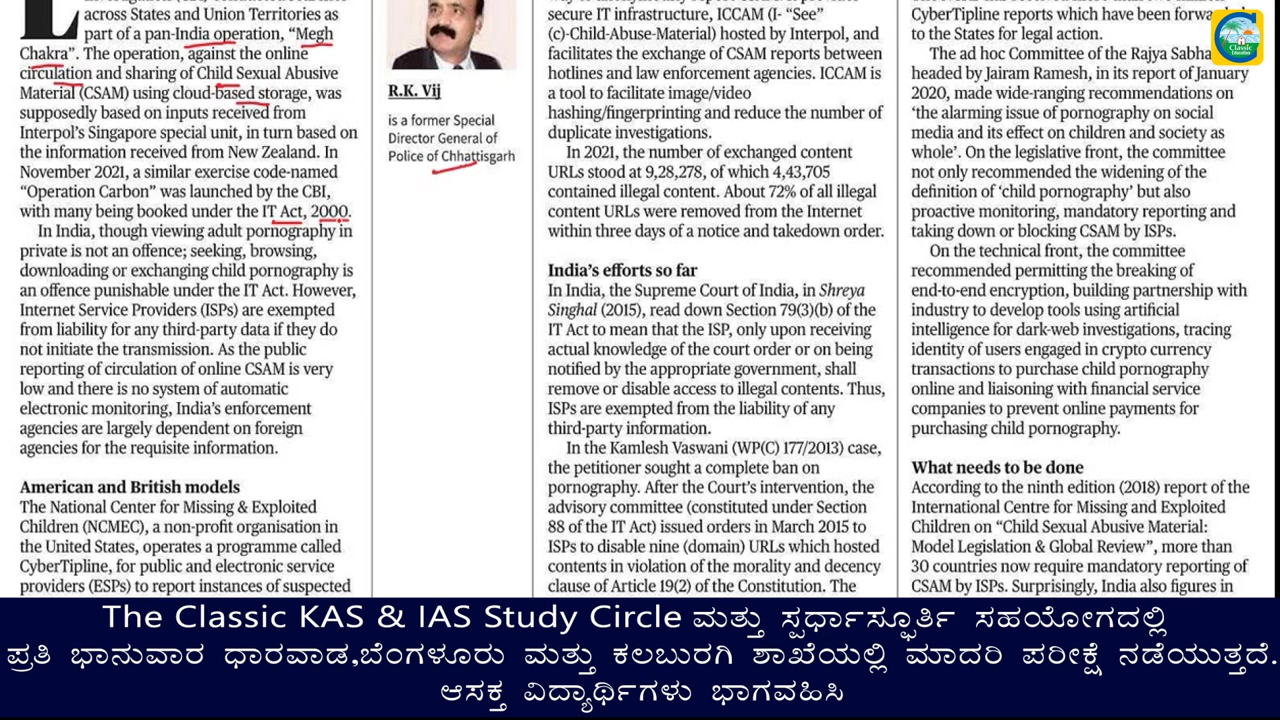 across States and Union Territories as
part of a pan-India operation, “Megh
Chakra”. The operation, against the online
circulation and sharing of Child Sexual Abusive
Material (CSAM) using cloud-based storage, was
supposedly based on inputs received from
Interpol’s Singapore special unit, in turn based on
the information received from New Zealand. In
November 2021, a similar exercise code-named
“Operation Carbon” was launched by the CBI,
with many being booked under the IT Act, 2000.
In India, though viewing adult pornography in
private is not an offence; seeking, browsing,
downloading or exchanging child pornography is
an offence punishable under the IT Act. However,
Internet Service Providers (ISPs) are exempted
from liability for any third-party data if they do
not initiate the transmission. As the public
reporting of circulation of online CSAM is very
low and there is no system of automatic
electronic monitoring, India’s enforcement
agencies are largely dependent on foreign
agencies for the requisite information.
American and British models
The National Center for Missing & Exploited
Children (NCMEC), a non-profit organisation in
the United States, operates a programme called
CyberTipline, for public and electronic service
providers (ESPs) to report instances of suspected
R.K. Vij
is a former Special
Director General of
Police of Chhattisgarh
secure IT infrastructure, ICCAM (I- “See”
(c)-Child-Abuse-Material) hosted by Interpol, and
facilitates the exchange of CSAM reports between
hotlines and law enforcement agencies. ICCAM is
a tool to facilitate image/video
hashing/fingerprinting and reduce the number of
duplicate investigations.
In 2021, the number of exchanged content
URLs stood at 9,28,278, of which 4,43,705
contained illegal content. About 72% of all illegal
content URLs were removed from the Internet
within three days of a notice and takedown order.
India’s efforts so far
In India, the Supreme Court of India, in Shreya
Singhal (2015), read down Section 79(3)(b) of the
IT Act to mean that the ISP, only upon receiving
actual knowledge of the court order or on being
notified by the appropriate government, shall
remove or disable access to illegal contents. Thus,
ISPs are exempted from the liability of any
third-party information.
In the Kamlesh Vaswani (WP(C) 177/2013) case,
the petitioner sought a complete ban on
pornography. After the Court’s intervention, the
advisory committee (constituted under Section
88 of the IT Act) issued orders in March 2015 to
ISPs to disable nine (domain) URLs which hosted
contents in violation of the morality and decency
clause of Article 19(2) of the Constitution. The
CyberTipline reports which have been forwarded
to the States for legal action.
The ad hoc Committee of the Rajya Sabha
headed by Jairam Ramesh, in its report of January
2020, made wide-ranging recommendations on
‘the alarming issue of pornography on social
media and its effect on children and society as
whole’. On the legislative front, the committee
not only recommended the widening of the
definition of ‘child pornography’ but also
proactive monitoring, mandatory reporting and
taking down or blocking CSAM by ISPs.
On the technical front, the committee
recommended permitting the breaking of
end-to-end encryption, building partnership with
industry to develop tools using artificial
intelligence for dark-web investigations, tracing
identity of users engaged in crypto currency
transactions to purchase child pornography
online and liaisoning with financial service
companies to prevent online payments for
purchasing child pornography.
What needs to be done
According to the ninth edition (2018) report of the
International Centre for Missing and Exploited
Children on “Child Sexual Abusive Material:
Model Legislation & Global Review”, more than
30 countries now require mandatory reporting of
CSAM by ISPs. Surprisingly, India also figures in
Classic
Education
The Classic KAS & IAS Study Circle ಮತ್ತು ಸ್ಪರ್ಧಾಸ್ಫೂರ್ತಿ ಸಹಯೋಗದಲ್ಲಿ
ಪ್ರತಿ ಭಾನುವಾರ ಧಾರವಾಡ,ಬೆಂಗಳೂರು ಮತ್ತು ಕಲಬುರಗಿ ಶಾಖೆಯಲ್ಲಿ ಮಾದರಿ ಪರೀಕ್ಷೆ ನಡೆಯುತ್ತದೆ.
ಆಸಕ್ತ ವಿದ್ಯಾರ್ಥಿಗಳು ಭಾಗವಹಿಸಿ